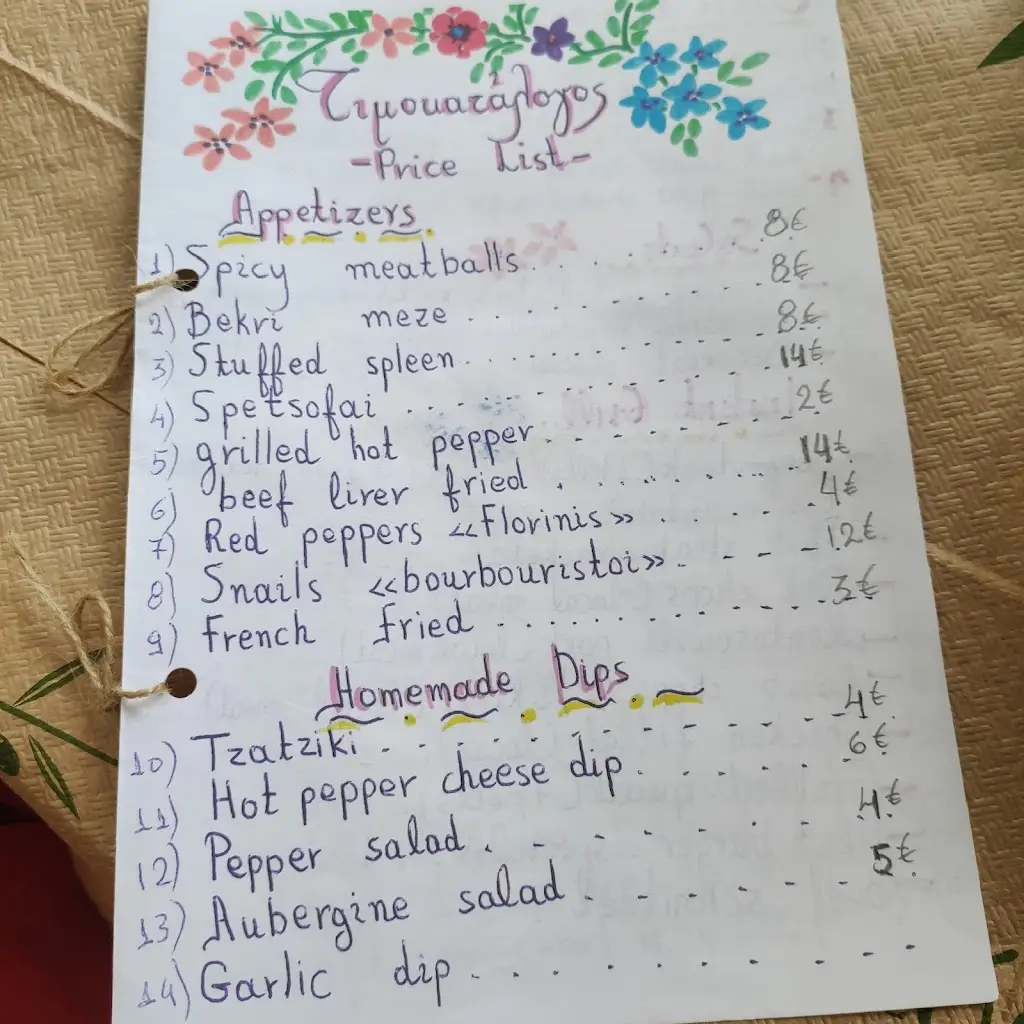 Τιμοκατάλογος
-Price List-
Appetizers
1) Spicy meatballs........ 8€
2) Bekri meze........ 8€
3) Stuffed spleen........ 8€
4) Spetsofai........ 14€
5) grilled hot pepper........ 2€
6) beef liver fried........ 14€
7) Red peppers «Florinis»........ 4€
8) Snails «bourbouristoi»........ 12€
9) French fried........ 3€
Homemade Dips
10) Tzatziki........ 4€
11) Hot pepper cheese dip........ 6€
12) Pepper salad........ 4€
13) Aubergine salad........ 5€
14) Garlic dip........